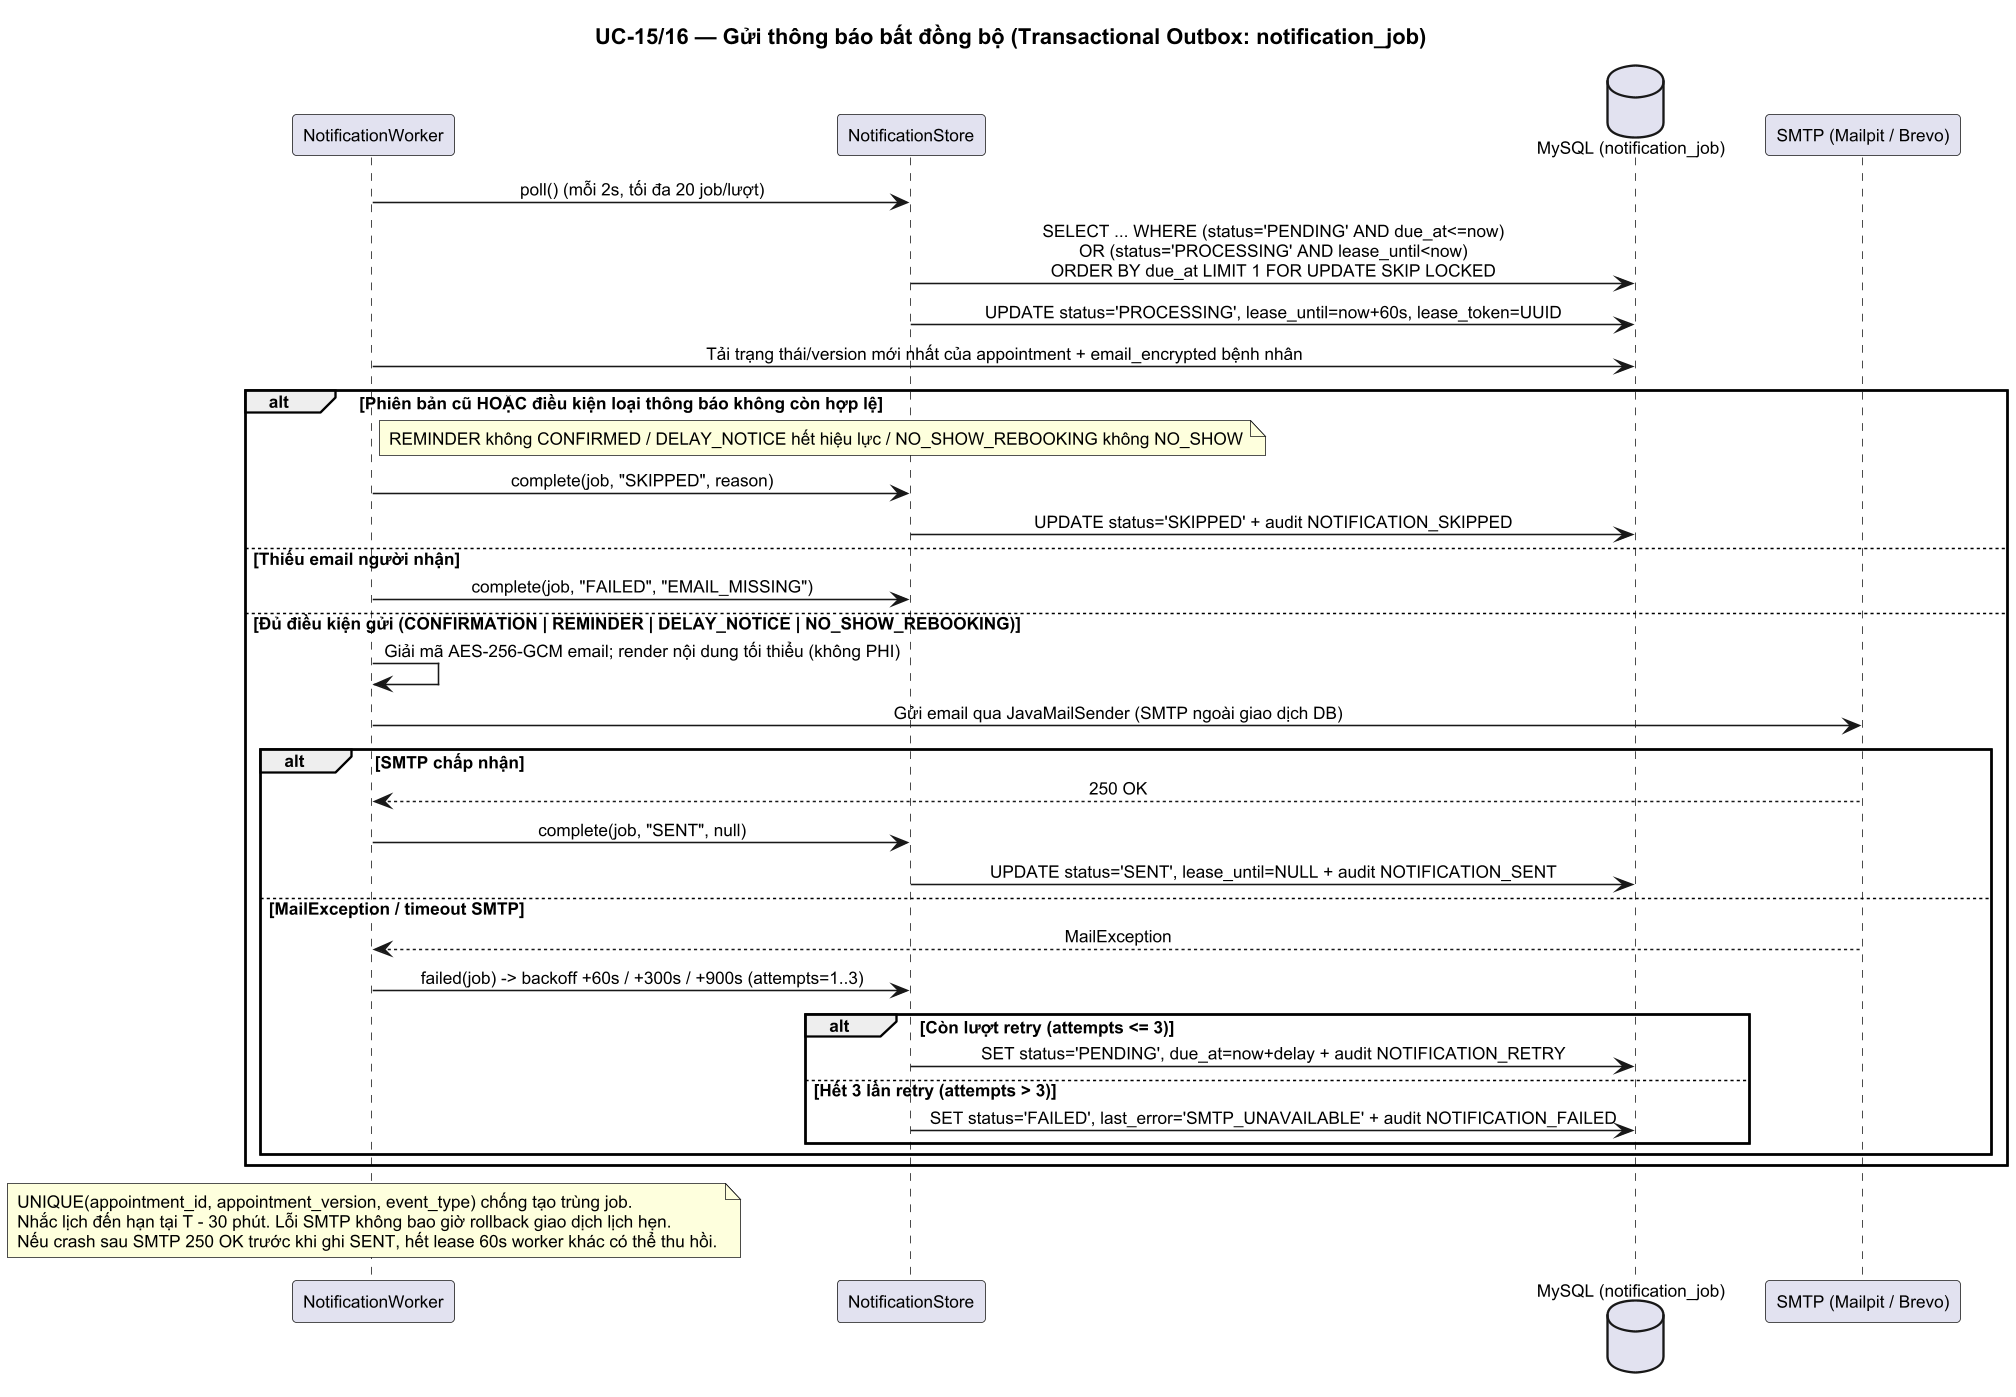 UC-15/16 — Gửi thông báo bất đồng bộ (Transactional Outbox: notification_job)
NotificationWorker
NotificationStore
MySQL (notification_job)
SMTP (Mailpit / Brevo)
poll() (mỗi 2s, tối đa 20 job/lượt)
SELECT ... WHERE (status='PENDING' AND due_at<=now)
OR (status='PROCESSING' AND lease_until<now)
ORDER BY due_at LIMIT 1 FOR UPDATE SKIP LOCKED
UPDATE status='PROCESSING', lease_until=now+60s, lease_token=UUID
Tải trạng thái/version mới nhất của appointment + email_encrypted bệnh nhân
alt
[Phiên bản cũ HOẶC điều kiện loại thông báo không còn hợp lệ]
REMINDER không CONFIRMED / DELAY_NOTICE hết hiệu lực / NO_SHOW_REBOOKING không NO_SHOW
complete(job, "SKIPPED", reason)
UPDATE status='SKIPPED' + audit NOTIFICATION_SKIPPED
[Thiếu email người nhận]
complete(job, "FAILED", "EMAIL_MISSING")
[Đủ điều kiện gửi (CONFIRMATION | REMINDER | DELAY_NOTICE | NO_SHOW_REBOOKING)]
Giải mã AES-256-GCM email; render nội dung tối thiểu (không PHI)
Gửi email qua JavaMailSender (SMTP ngoài giao dịch DB)
alt
[SMTP chấp nhận]
250 OK
complete(job, "SENT", null)
UPDATE status='SENT', lease_until=NULL + audit NOTIFICATION_SENT
[MailException / timeout SMTP]
MailException
failed(job) -> backoff +60s / +300s / +900s (attempts=1..3)
alt
[Còn lượt retry (attempts <= 3)]
SET status='PENDING', due_at=now+delay + audit NOTIFICATION_RETRY
[Hết 3 lần retry (attempts > 3)]
SET status='FAILED', last_error='SMTP_UNAVAILABLE' + audit NOTIFICATION_FAILED
UNIQUE(appointment_id, appointment_version, event_type) chống tạo trùng job.
Nhắc lịch đến hạn tại T - 30 phút. Lỗi SMTP không bao giờ rollback giao dịch lịch hẹn.
Nếu crash sau SMTP 250 OK trước khi ghi SENT, hết lease 60s worker khác có thể thu hồi.
NotificationWorker
NotificationStore
MySQL (notification_job)
SMTP (Mailpit / Brevo)